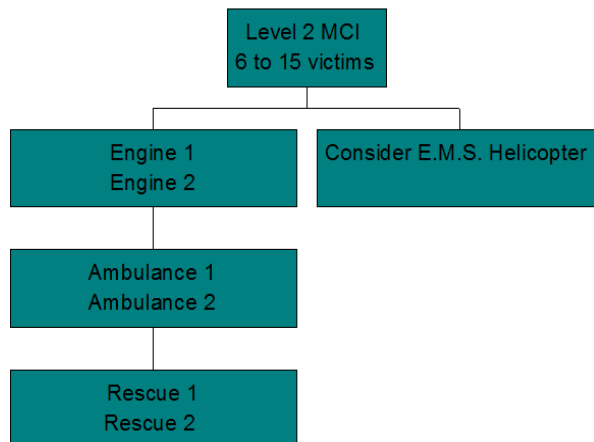 Level 2 MCI
6 to 15 victims
Engine 1
Engine 2
Consider E.M.S. Helicopter
Ambulance 1
Ambulance 2
Rescue 1
Rescue 2